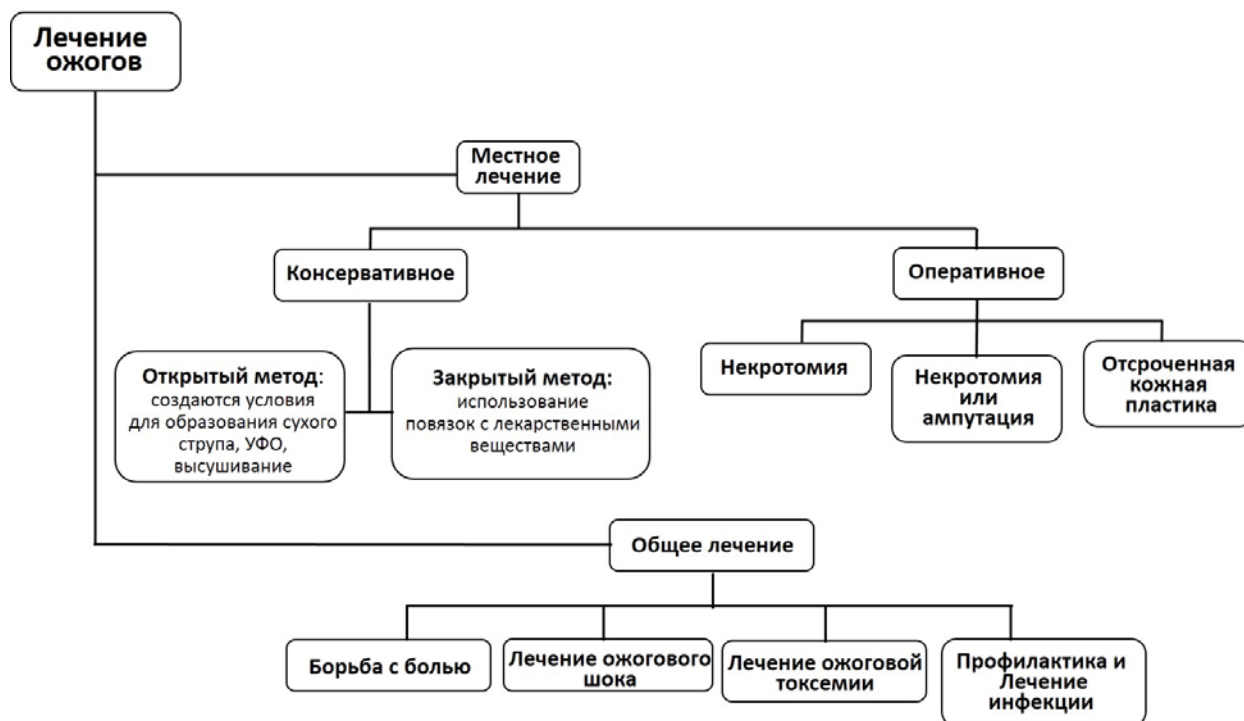 Лечение
ожогов
Местное
лечение
Консервативное
Оперативное
Открытый метод:
создаются условия
для образования сухого
струпа, УФО,
высушивание
Закрытый метод:
использование
повязок с лекарственными
веществами
Некротомия
Некротомия
или
ампутация
Отсроченная
кожная
пластика
Общее лечение
Борьба с болью
Лечение ожогового
шока
Лечение ожоговой
токсемии
Профилактика и
Лечение
инфекции